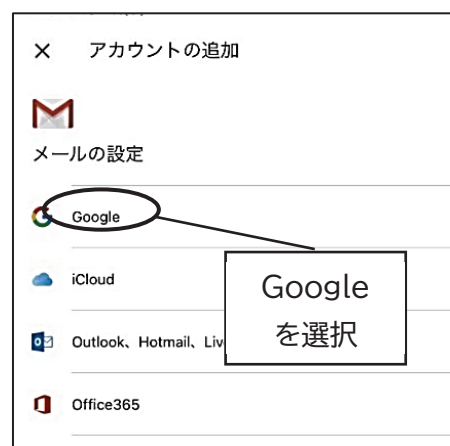 × アカウントの追加
メールの設定
Google
iCloud
Google
を選択
Outlook、Hotmail、Liv
Office365